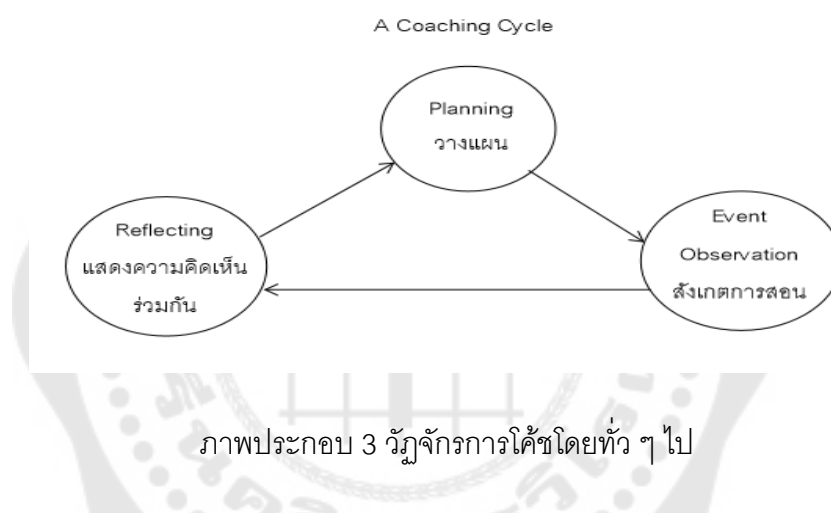 A Coaching Cycle
Planning
วางแผน
Event
Observation
สังเกตการสอน
Reflecting
แสดงความคิดเห็น
ร่วมกัน
ภาพประกอบ 3 วัฏจักรการโค้ชโดยทั่ว ๆ ไป